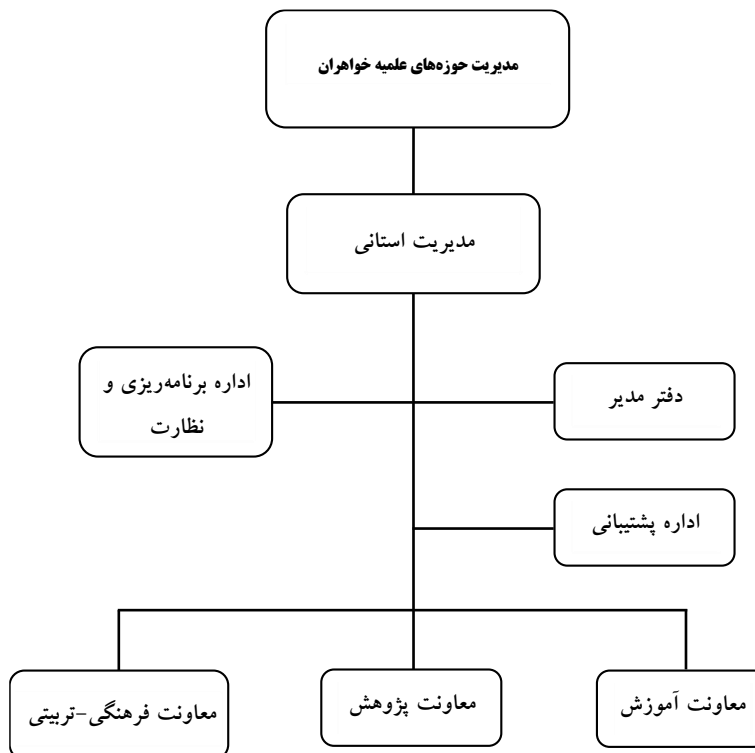 مدیریت حوزه‌های علمیه خواهران
مدیریت استانی
دفتر مدیر
اداره برنامه‌ریزی و
نظارت
اداره پشتیبانی
معاونت آموزش
معاونت پژوهش
معاونت فرهنگی-تربیتی